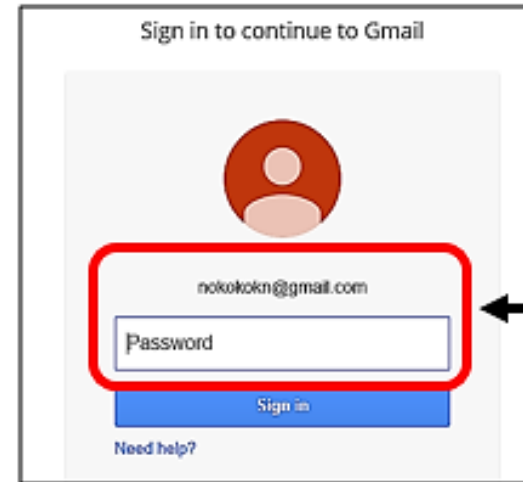 Sign in to continue to Gmail
nokokokn@gmail.com
Password
Sign in
Need help?